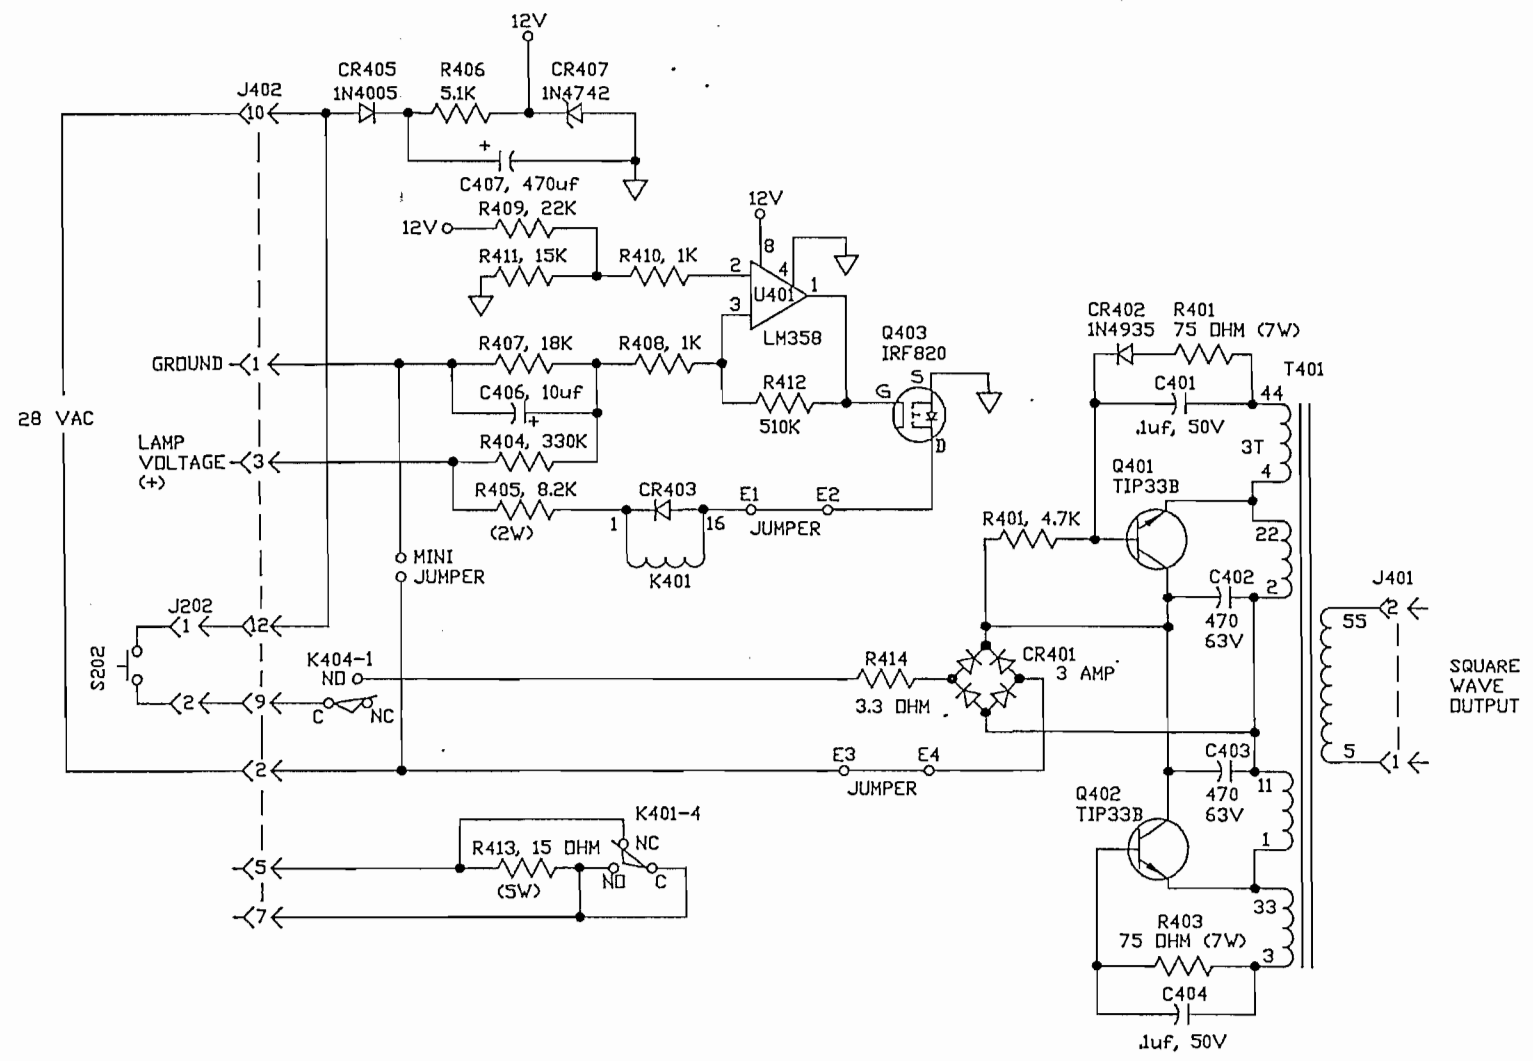 12V
CR405
1N4005
R406
5.1K
CR407
1N4742
J402
10
+
C407, 470uf
R409, 22K
12V
12V
8
R411, 15K
R410, 1K
2
4
U401
1
3
LM358
GROUND
1
R407, 18K
R408, 1K
Q403
IRF820
C406, 10uf
+
R412
510K
G
S
D
28 VAC
LAMP
VOLTAGE
(+)
3
R404, 330K
R405, 8.2K
(2W)
1
CR403
16
K401
E1
E2
JUMPER
MINI
JUMPER
CR402
1N4935
R401
75 OHM (7W)
C401
.1uf, 50V
T401
44
3T
4
Q401
TIP33B
R401, 4.7K
22
2
C402
470
63V
J401
2
55
5
1
SQUARE
WAVE
OUTPUT
J202
1
12
S202
2
9
K404-1
NO
C
NC
R414
3.3 OHM
CR401
3 AMP
2
E3
E4
JUMPER
C403
470
63V
11
1
Q402
TIP33B
K401-4
NC
R413, 15 OHM
(5W)
NO
C
5
7
33
R403
75 OHM (7W)
3
C404
.1uf, 50V